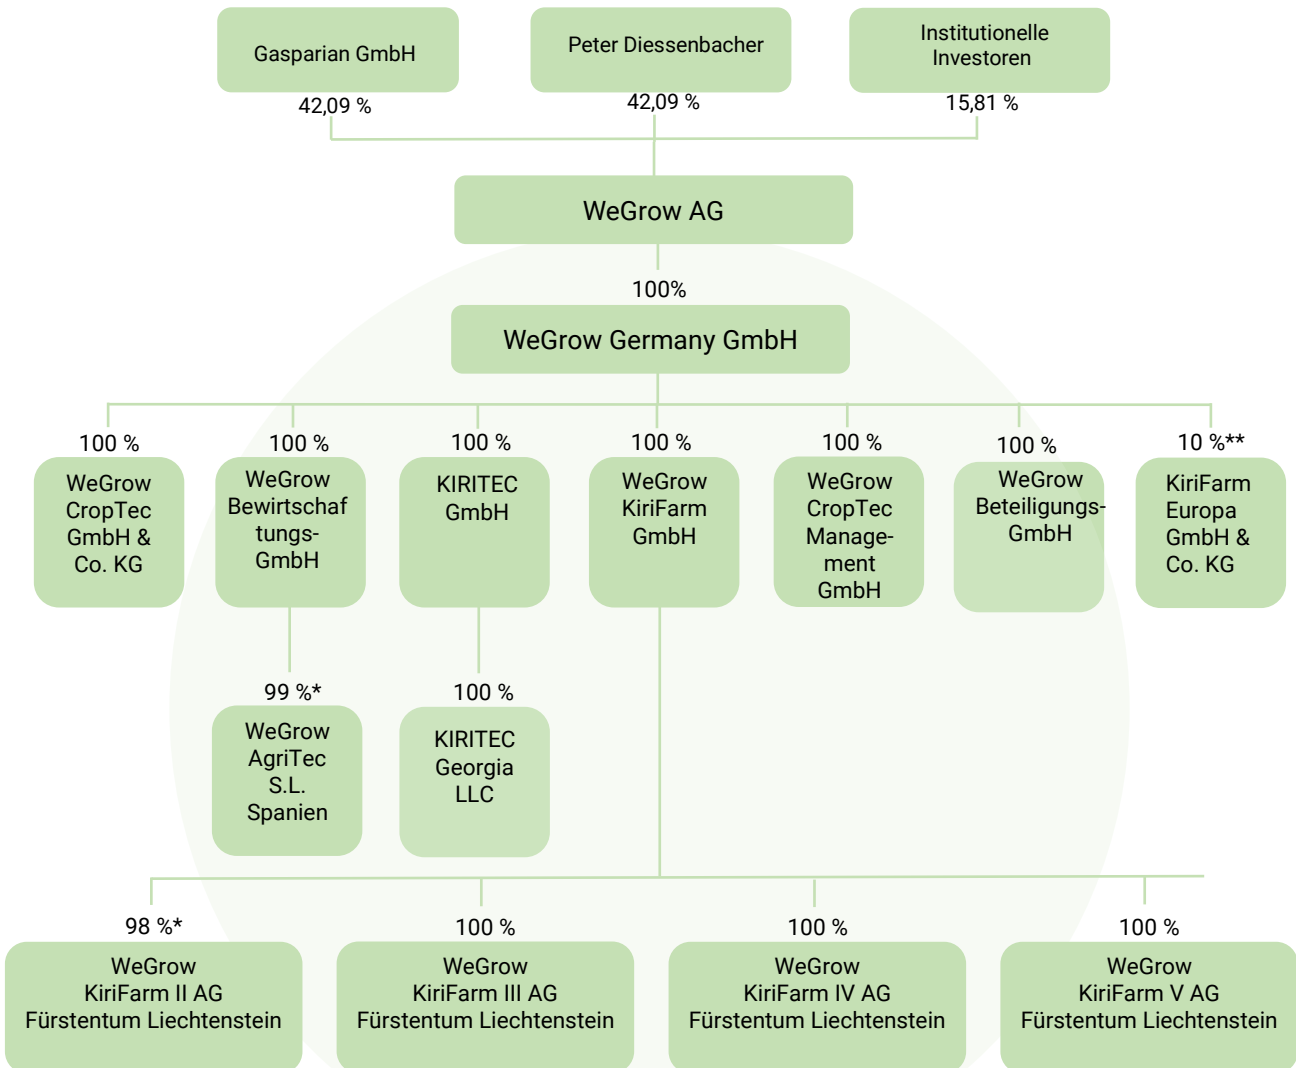 Gasparian GmbH
Peter Diessenbacher
Institutionelle
Investoren
42,09 %
42,09 %
15,81 %
WeGrow AG
100%
WeGrow Germany GmbH
100 %
100 %
100 %
100 %
100 %
100 %
10 %**
WeGrow
CropTec
GmbH &
Co. KG
WeGrow
Bewirtschaf
tungs-
GmbH
KIRITEC
GmbH
WeGrow
KiriFarm
GmbH
WeGrow
CropTec
Manage-
ment
GmbH
WeGrow
Beteiligungs-
GmbH
KiriFarm
Europa
GmbH &
Co. KG
99 %*
100 %
WeGrow
AgriTec
S.L.
Spanien
KIRITEC
Georgia
LLC
98 %*
100 %
100 %
100 %
WeGrow
KiriFarm II AG
Fürstentum Liechtenstein
WeGrow
KiriFarm III AG
Fürstentum Liechtenstein
WeGrow
KiriFarm IV AG
Fürstentum Liechtenstein
WeGrow
KiriFarm V AG
Fürstentum Liechtenstein